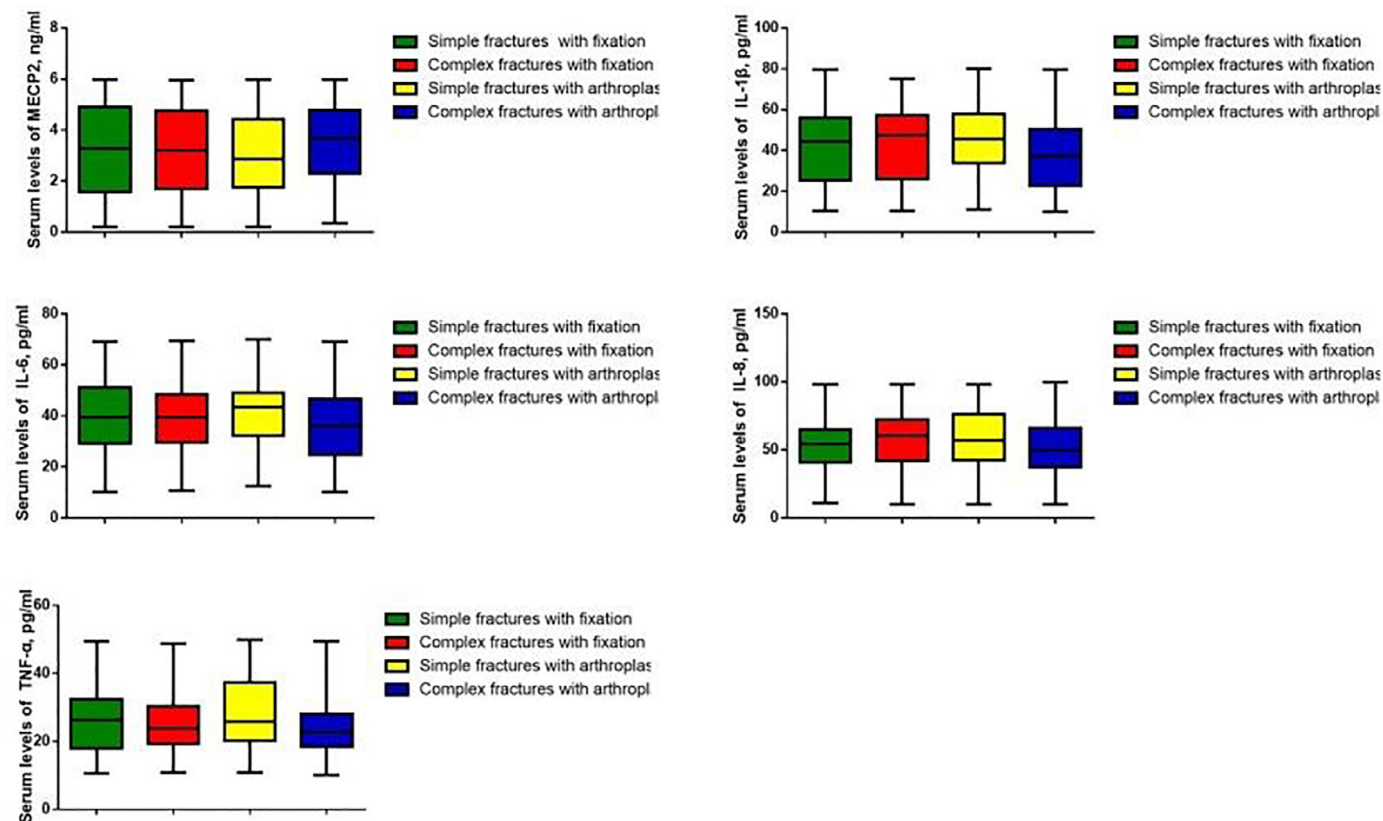 Serum levels of MECP2, ng/ml
8
6
4
2
0
Simple fractures with fixation
Complex fractures with fixation
Simple fractures with arthroplas
Complex fractures with arthropl
Serum levels of IL-1β, pg/ml
100
80
60
40
20
0
Simple fractures with fixation
Complex fractures with fixation
Simple fractures with arthroplas
Complex fractures with arthropl
Serum levels of IL-6, pg/ml
80
60
40
20
0
Simple fractures with fixation
Complex fractures with fixation
Simple fractures with arthroplas
Complex fractures with arthropl
Serum levels of IL-8, pg/ml
150
100
50
0
Simple fractures with fixation
Complex fractures with fixation
Simple fractures with arthroplas
Complex fractures with arthropl
Serum levels of TNF-α, pg/ml
60
40
20
0
Simple fractures with fixation
Complex fractures with fixation
Simple fractures with arthroplas
Complex fractures with arthropl